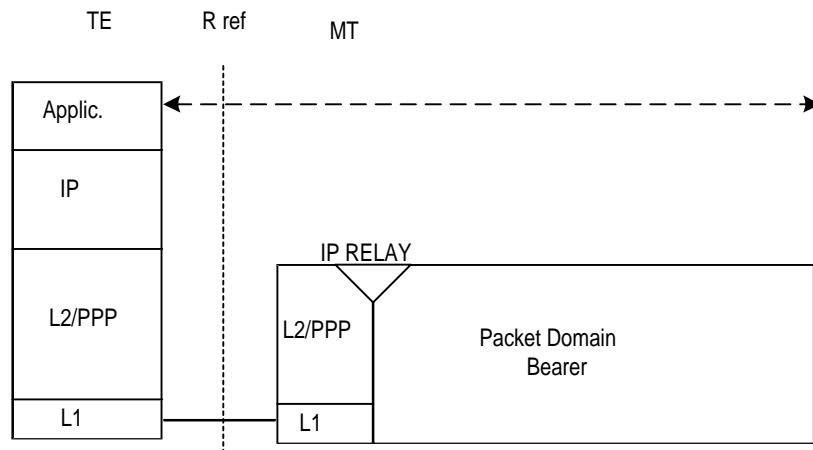 TE
R ref
MT
Applic.
IP
IP RELAY
L2/PPP
L2/PPP
Packet Domain
Bearer
L1
L1